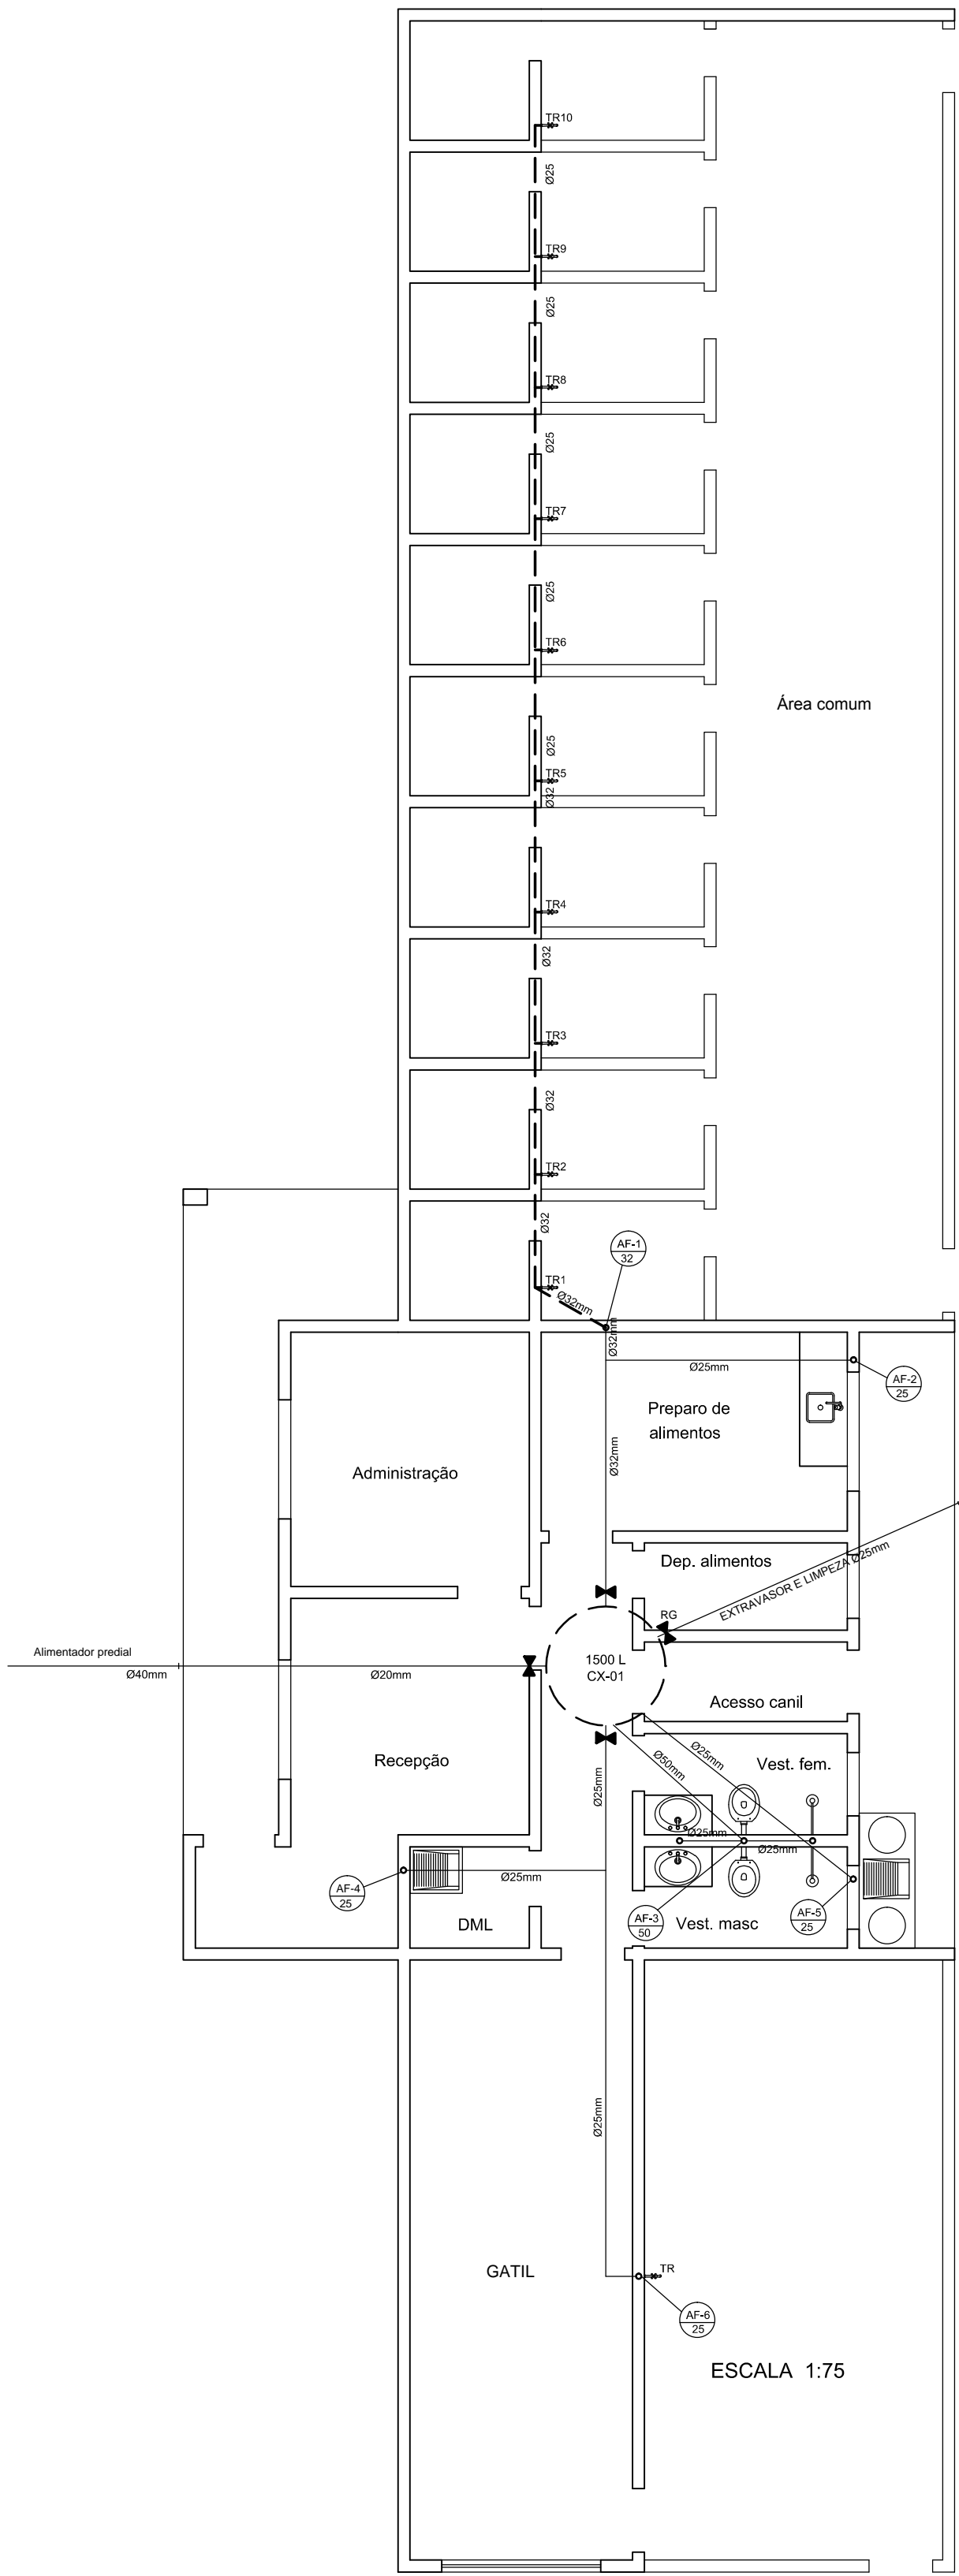 TR10
Ø25
TR9
Ø25
TR8
Ø25
TR7
Ø25
TR6
Área comum
Ø25
TR5
Ø32
TR4
Ø32
TR3
Ø32
TR2
Ø32
AF-1
32
TR1
Ø32mm
Ø32mm
Ø25mm
AF-2
25
Preparo de
alimentos
Ø32mm
Administração
Dep. alimentos
EXTRAVASOR E LIMPEZA Ø25mm
RG
Alimentador predial
Ø40mm
Ø20mm
1500 L
CX-01
Acesso canil
Recepção
Ø50mm
Ø25mm
Vest. fem.
Ø25mm
Ø25mm
Ø25mm
Ø25mm
AF-4
25
DML
AF-3
50
Vest. masc
AF-5
25
Ø25mm
GATIL
TR
AF-6
25
ESCALA 1:75